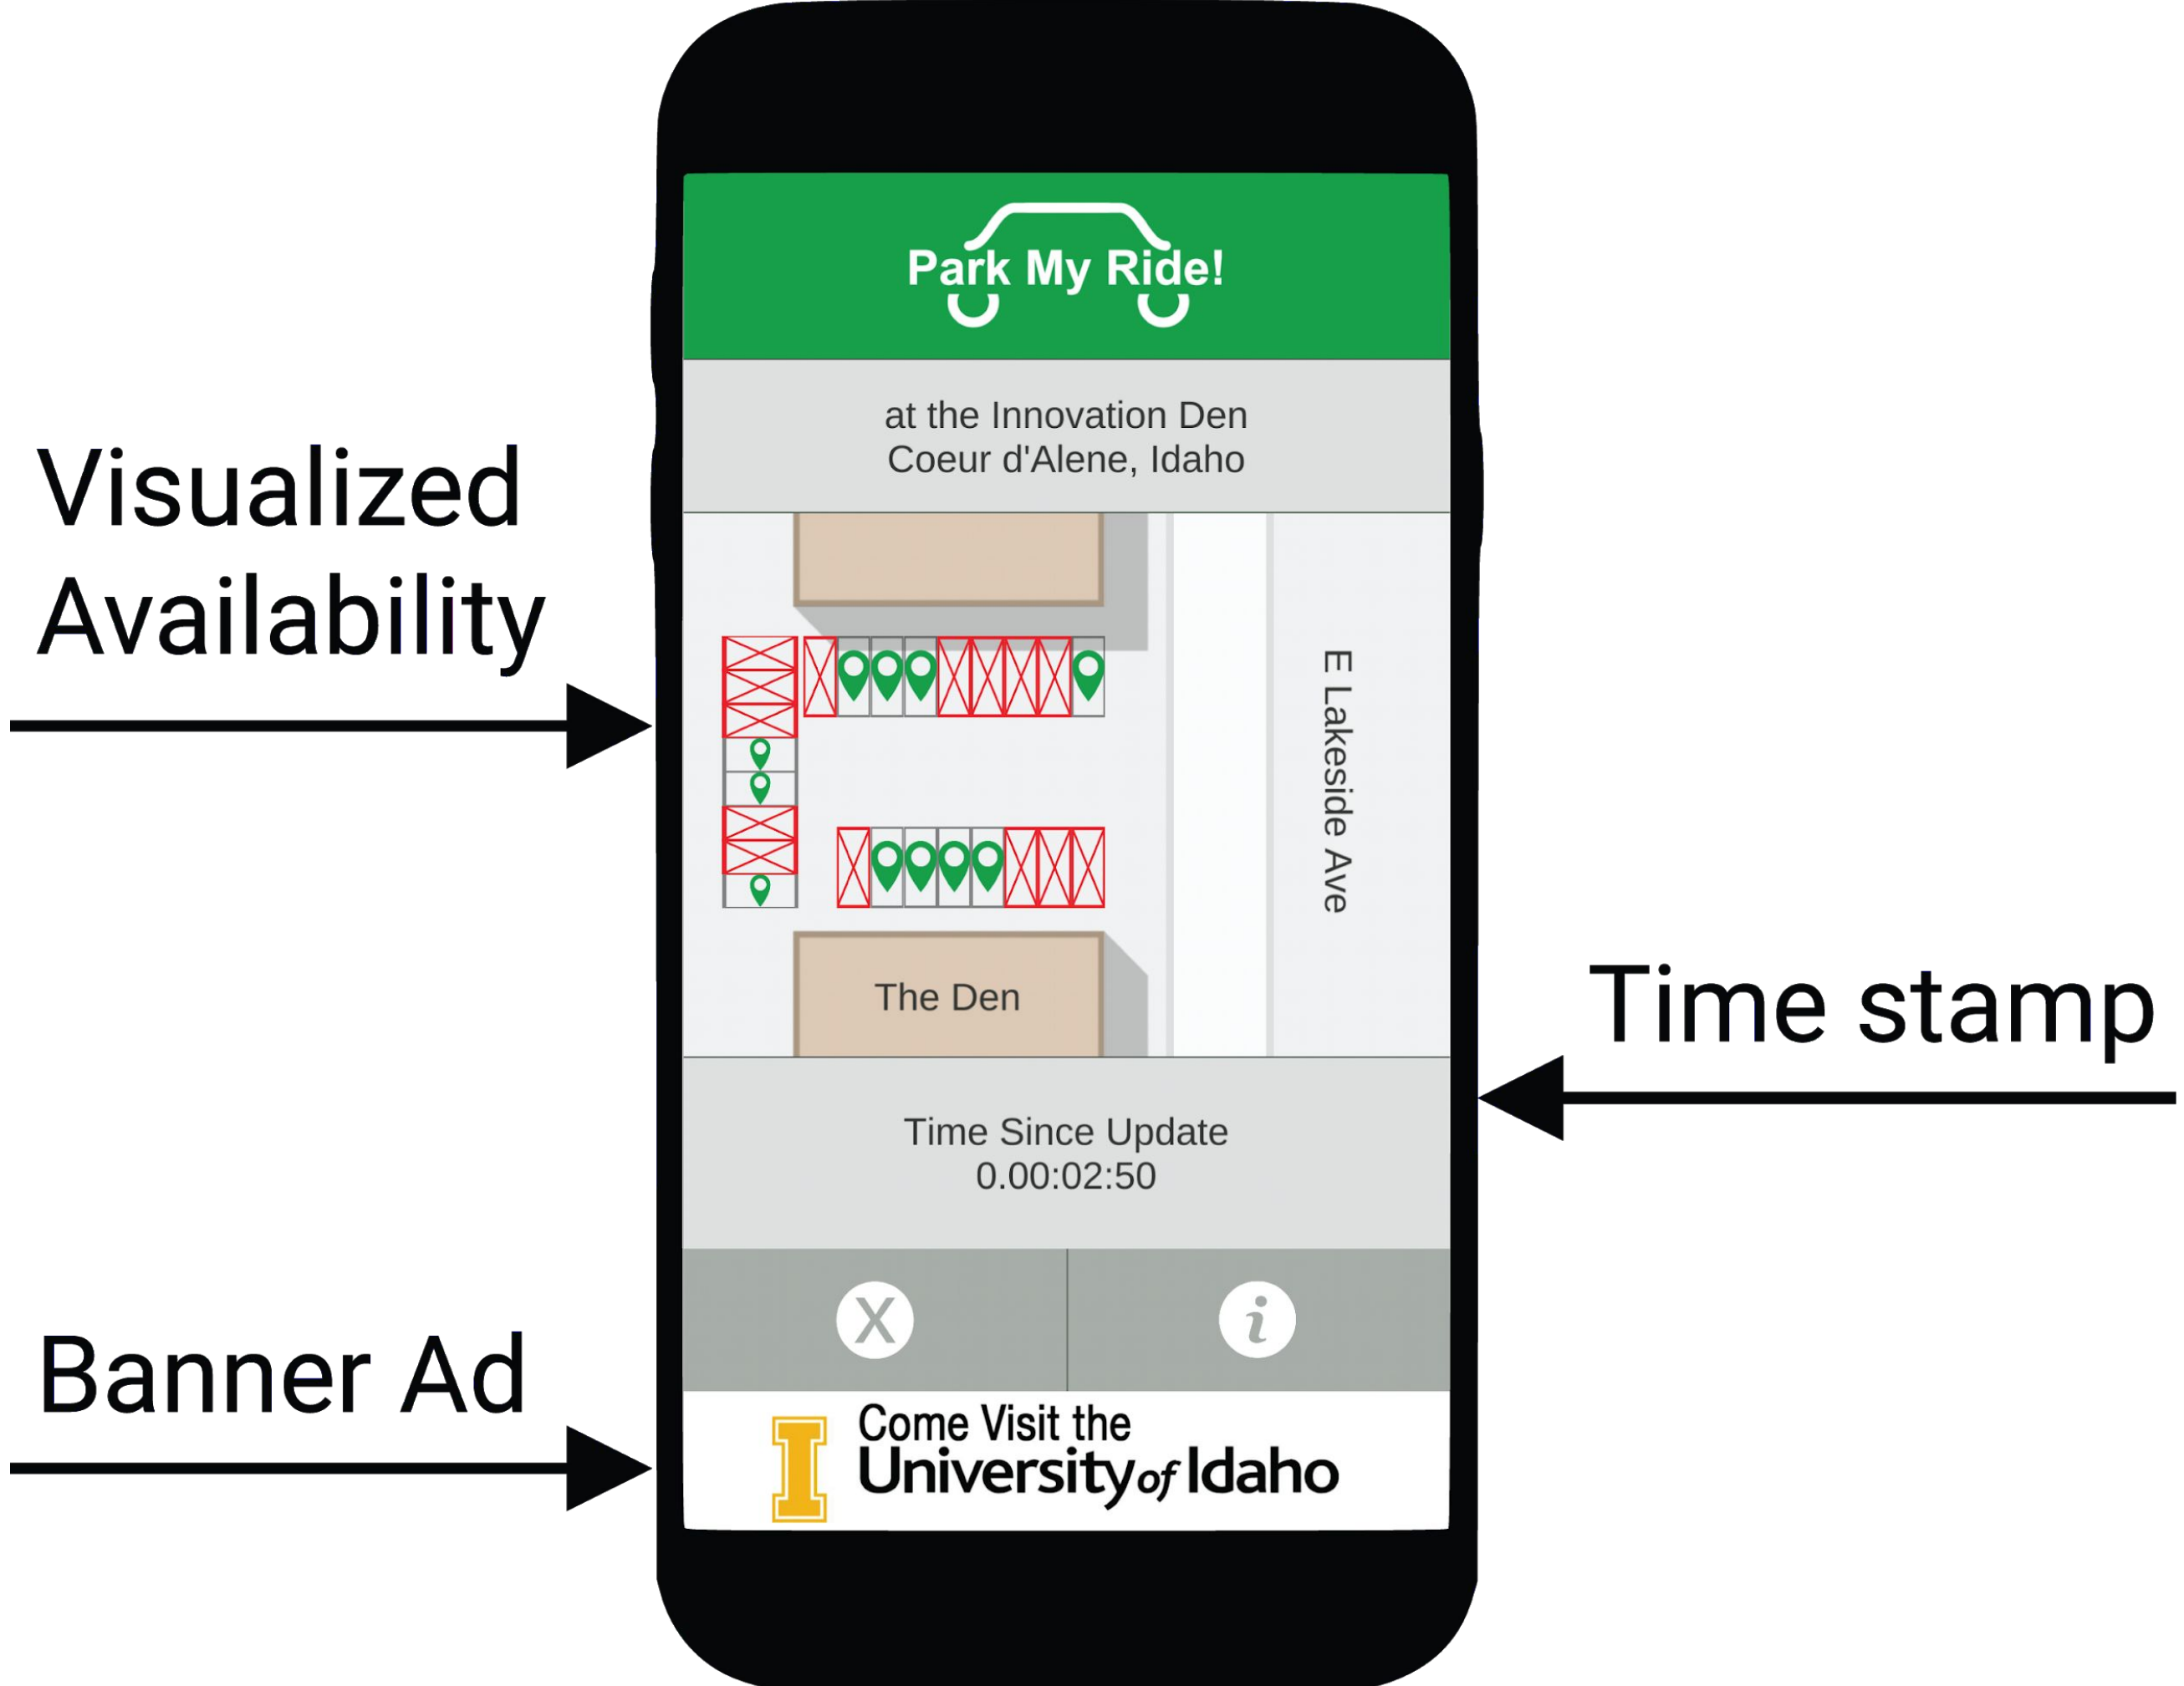 Park My Ride!
at the Innovation Den
Coeur d'Alene, Idaho
Visualized
Availability
E Lakeside Ave
The Den
Time stamp
Time Since Update
0.00:02:50
X
i
Banner Ad
I
Come Visit the
University of Idaho